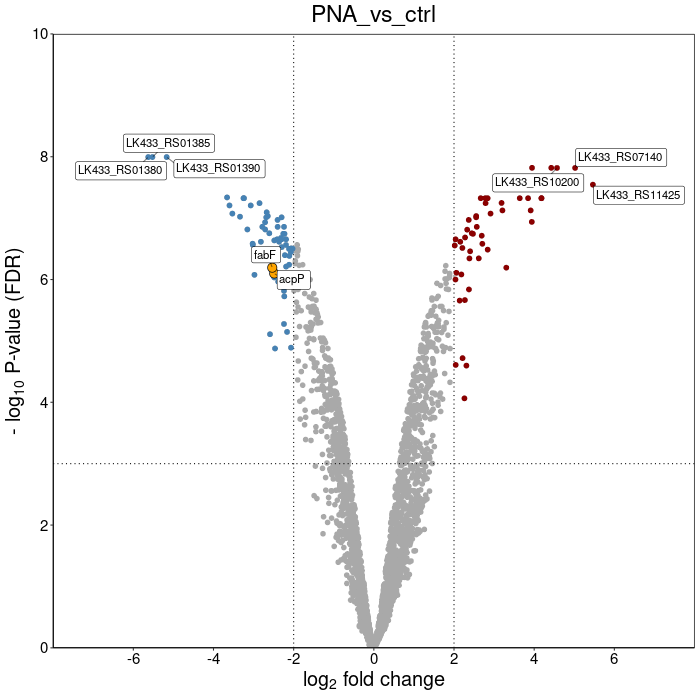 PNA_vs_ctrl
10
LK433_RS01385
8
LK433_RS07140
LK433_RS01380
LK433_RS01390
LK433_RS10200
LK433_RS11425
fabF
6
acpP
- log10 P-value (FDR)
4
2
0
-6 -4 -2 0 2 4 6
log2 fold change